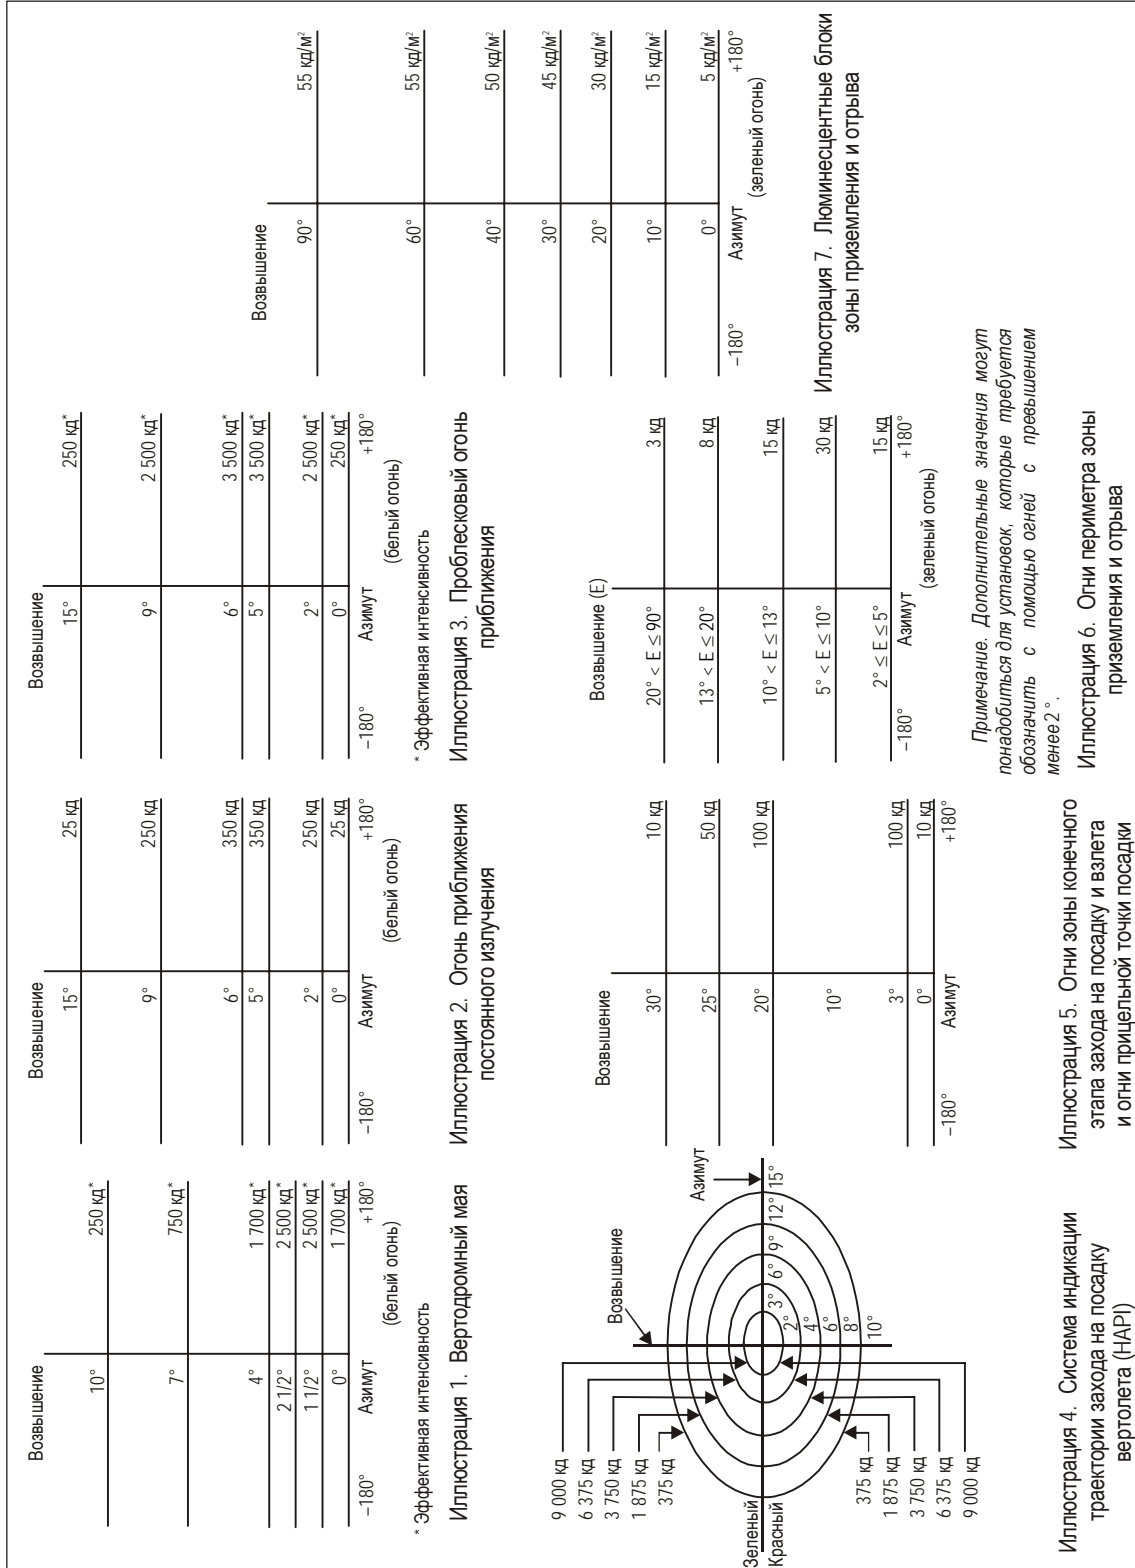 Возвышение
10°
250 кд*
7°
750 кд*
4°
1 700 кд*
2 1/2°
2 500 кд*
1 1/2°
2 500 кд*
0°
1 700 кд*
–180°
Азимут
+180°
(белый огонь)
* Эффективная интенсивность
Иллюстрация 1. Вертодромный мая
Возвышение
15°
25 кд
9°
250 кд
6°
350 кд
5°
350 кд
2°
250 кд
0°
25 кд
–180°
Азимут
+180°
(белый огонь)
Иллюстрация 2. Огонь приближения
постоянного излучения
Возвышение
15°
250 кд*
9°
2 500 кд*
6°
3 500 кд*
5°
3 500 кд*
2°
2 500 кд*
0°
250 кд*
–180°
Азимут
+180°
(белый огонь)
* Эффективная интенсивность
Иллюстрация 3. Проблесковый огонь
приближения
Возвышение
Азимут
9 000 кд
6 375 кд
3 750 кд
1 875 кд
375 кд
Зеленый
Красный
3°
6°
9°
12°
15°
2°
4°
6°
8°
10°
375 кд
1 875 кд
3 750 кд
6 375 кд
9 000 кд
Иллюстрация 4. Система индикации
траектории захода на посадку
вертолета (HAPI)
Возвышение
30°
10 кд
25°
50 кд
20°
100 кд
10°
3°
100 кд
0°
10 кд
–180°
Азимут
+180°
Иллюстрация 5. Огни зоны конечного
этапа захода на посадку и взлета
и огни прицельной точки посадки
Возвышение (E)
20° < E ≤ 90°
3 кд
13° < E ≤ 20°
8 кд
10° < E ≤ 13°
15 кд
5° < E ≤ 10°
30 кд
2° ≤ E ≤ 5°
15 кд
–180°
Азимут
+180°
(зеленый огонь)
Примечание. Дополнительные значения могут
понадобиться для установок, которые требуется
обозначить с помощью огней с превышением
менее2°.
Иллюстрация 6. Огни периметра зоны
приземления и отрыва
Возвышение
90°
55 кд/м²
60°
55 кд/м²
40°
50 кд/м²
30°
45 кд/м²
20°
30 кд/м²
10°
15 кд/м²
0°
5 кд/м²
–180°
Азимут
+180°
(зеленый огонь)
Иллюстрация 7. Люминесцентные блоки
зоны приземления и отрыва